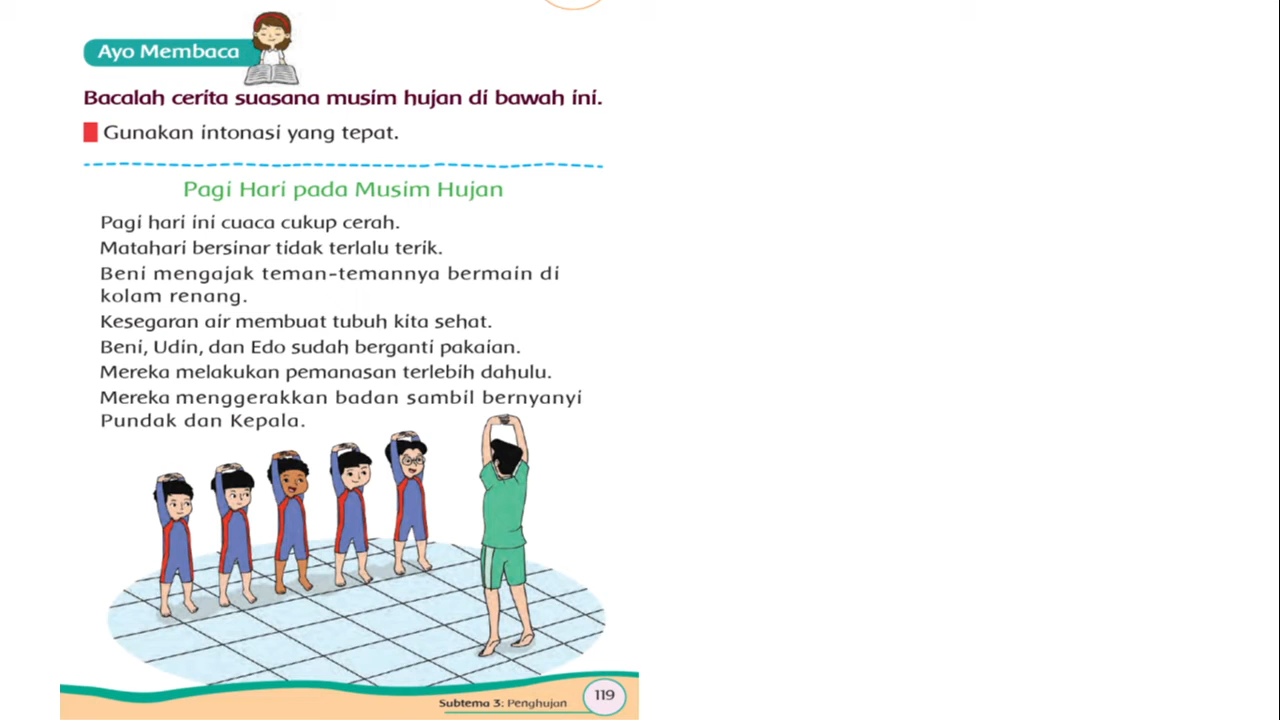 Ayo Membaca
Bacalah cerita suasana musim hujan di bawah ini.
Gunakan intonasi yang tepat.
Pagi Hari pada Musim Hujan
Pagi hari ini cuaca cukup cerah.
Matahari bersinar tidak terlalu terik.
Beni mengajak teman-temannya bermain di
kolam renang.
Kesegaran air membuat tubuh kita sehat.
Beni, Udin, dan Edo sudah berganti pakaian.
Mereka melakukan pemanasan terlebih dahulu.
Mereka menggerakkan badan sambil bernyanyi
Pundak dan Kepala.
Subtema 3: Penghujan
119